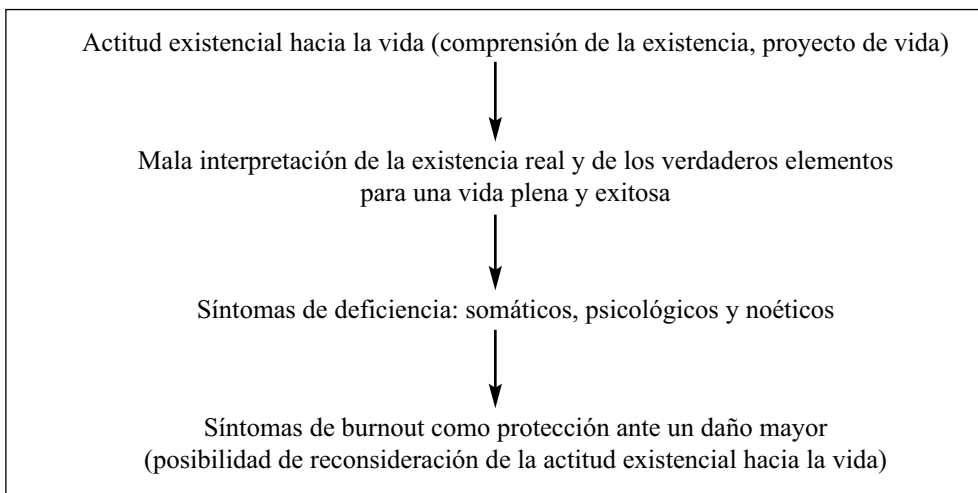 Actitud existencial hacia la vida (comprensión de la existencia, proyecto de vida)
Mala interpretación de la existencia real y de los verdaderos elementos
para una vida plena y exitosa
Síntomas de deficiencia: somáticos, psicológicos y noéticos
Síntomas de burnout como protección ante un daño mayor
(posibilidad de reconsideración de la actitud existencial hacia la vida)